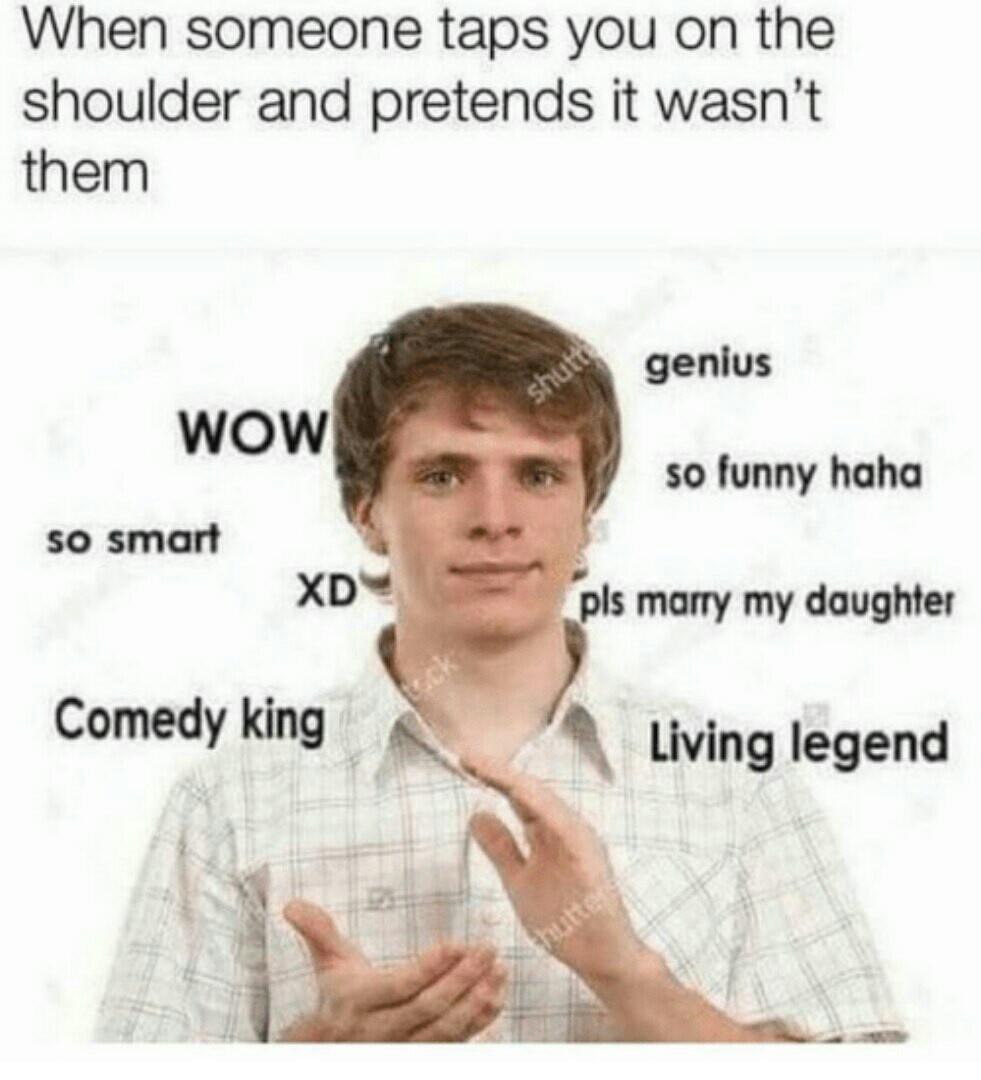 When someone taps you on the
shoulder and pretends it wasn't
them
genius
WOW
so funny haha
so smart
XD
pls marry my daughter
Comedy king
Living legend